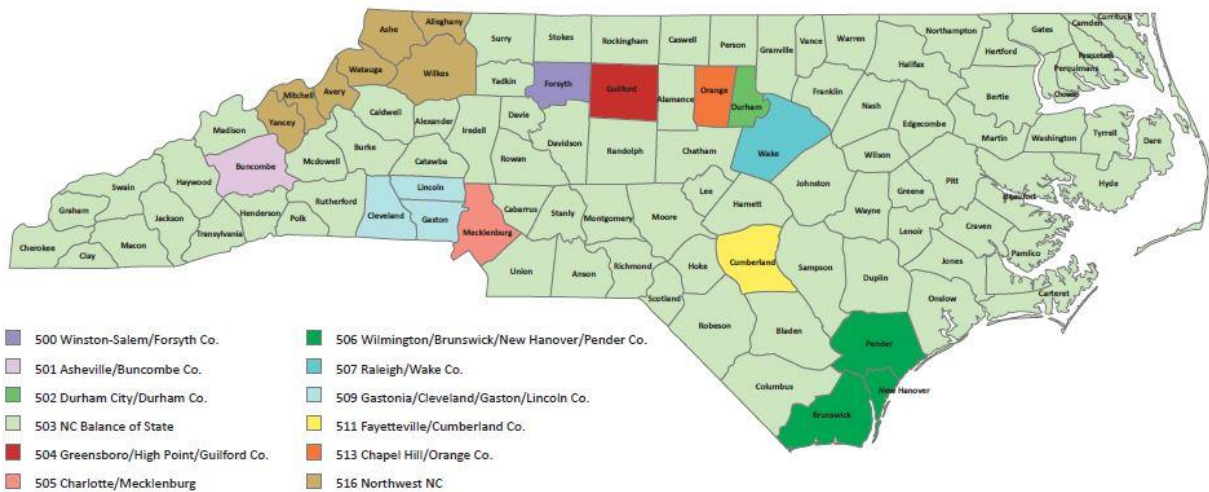 Ashe
Alleghany
Surry
Stokes
Rockingham
Caswell
Person
Granville
Vance
Warren
Northampton
Hertford
Gates
Camden
Currituck
Pasquotank
Perquimans
Chowan
Halifax
Watauga
Wilkes
Yadkin
Forsyth
Guilford
Alamance
Orange
Durham
Franklin
Nash
Bertie
Mitchell
Avery
Yancey
Caldwell
Alexander
Iredell
Davie
Edgecombe
Martin
Washington
Tyrrell
Dare
Madison
Buncombe
Mcdowell
Burke
Catawba
Rowan
Davidson
Randolph
Chatham
Wake
Wilson
Swain
Haywood
Lincoln
Lee
Johnston
Greene
Pitt
Beaufort
Hyde
Graham
Jackson
Henderson
Polk
Rutherford
Cleveland
Gaston
Mecklenburg
Cabarrus
Stanly
Montgomery
Moore
Harnett
Wayne
Lenoir
Craven
Cherokee
Clay
Macon
Transylvania
Union
Anson
Richmond
Hoke
Cumberland
Sampson
Duplin
Jones
Pamlico
Scotland
Onslow
Carteret
Robeson
Bladen
Pender
Columbus
New Hanover
Brunswick
500 Winston-Salem/Forsyth Co.
501 Asheville/Buncombe Co.
502 Durham City/Durham Co.
503 NC Balance of State
504 Greensboro/High Point/Guilford Co.
505 Charlotte/Mecklenburg
506 Wilmington/Brunswick/New Hanover/Pender Co.
507 Raleigh/Wake Co.
509 Gastonia/Cleveland/Gaston/Lincoln Co.
511 Fayetteville/Cumberland Co.
513 Chapel Hill/Orange Co.
516 Northwest NC